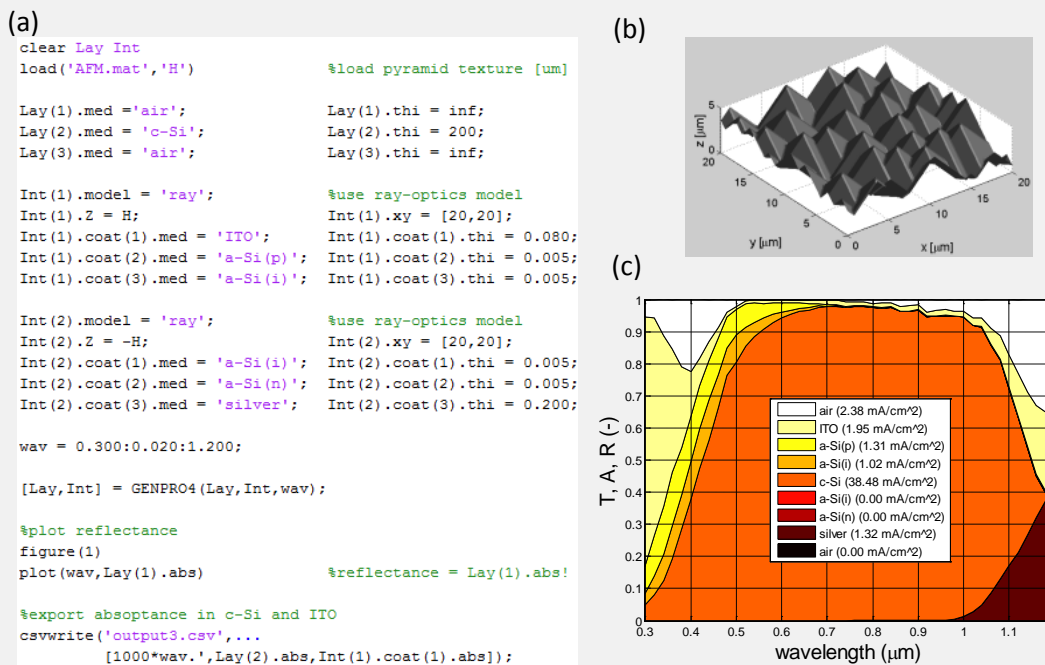 (a)
clear Lay Int
load('AFM.mat','H') %load pyramid texture [um]
Lay(1).med ='air'; Lay(1).thi = inf;
Lay(2).med = 'c-Si'; Lay(2).thi = 200;
Lay(3).med = 'air'; Lay(3).thi = inf;
Int(1).model = 'ray'; %use ray-optics model
Int(1).Z = H; Int(1).xy = [20,20];
Int(1).coat(1).med = 'ITO'; Int(1).coat(1).thi = 0.080;
Int(1).coat(2).med = 'a-Si(p)'; Int(1).coat(2).thi = 0.005;
Int(1).coat(3).med = 'a-Si(i)'; Int(1).coat(3).thi = 0.005;
Int(2).model = 'ray'; %use ray-optics model
Int(2).Z = -H; Int(2).xy = [20,20];
Int(2).coat(1).med = 'a-Si(i)'; Int(2).coat(1).thi = 0.005;
Int(2).coat(2).med = 'a-Si(n)'; Int(2).coat(2).thi = 0.005;
Int(2).coat(3).med = 'silver'; Int(2).coat(3).thi = 0.200;
wav = 0.300:0.020:1.200;
[Lay,Int] = GENPRO4(Lay,Int,wav);
%plot reflectance
figure(1)
plot(wav,Lay(1).abs) %reflectance = Lay(1).abs!
%export absoptance in c-Si and ITO
csvwrite('output3.csv',...
[1000*wav.',Lay(2).abs,Int(1).coat(1).abs]);
(b)
5
z [μm]
0
20
15
10
5
0
y [μm]
0
5
10
15
20
x [μm]
(c)
1
0.9
0.8
0.7
0.6
0.5
0.4
0.3
0.2
0.1
0
T, A, R (-)
air (2.38 mA/cm^2)
ITO (1.95 mA/cm^2)
a-Si(p) (1.31 mA/cm^2)
a-Si(i) (1.02 mA/cm^2)
c-Si (38.48 mA/cm^2)
a-Si(i) (0.00 mA/cm^2)
a-Si(n) (0.00 mA/cm^2)
silver (1.32 mA/cm^2)
air (0.00 mA/cm^2)
0.3 0.4 0.5 0.6 0.7 0.8 0.9 1 1.1
wavelength (μm)